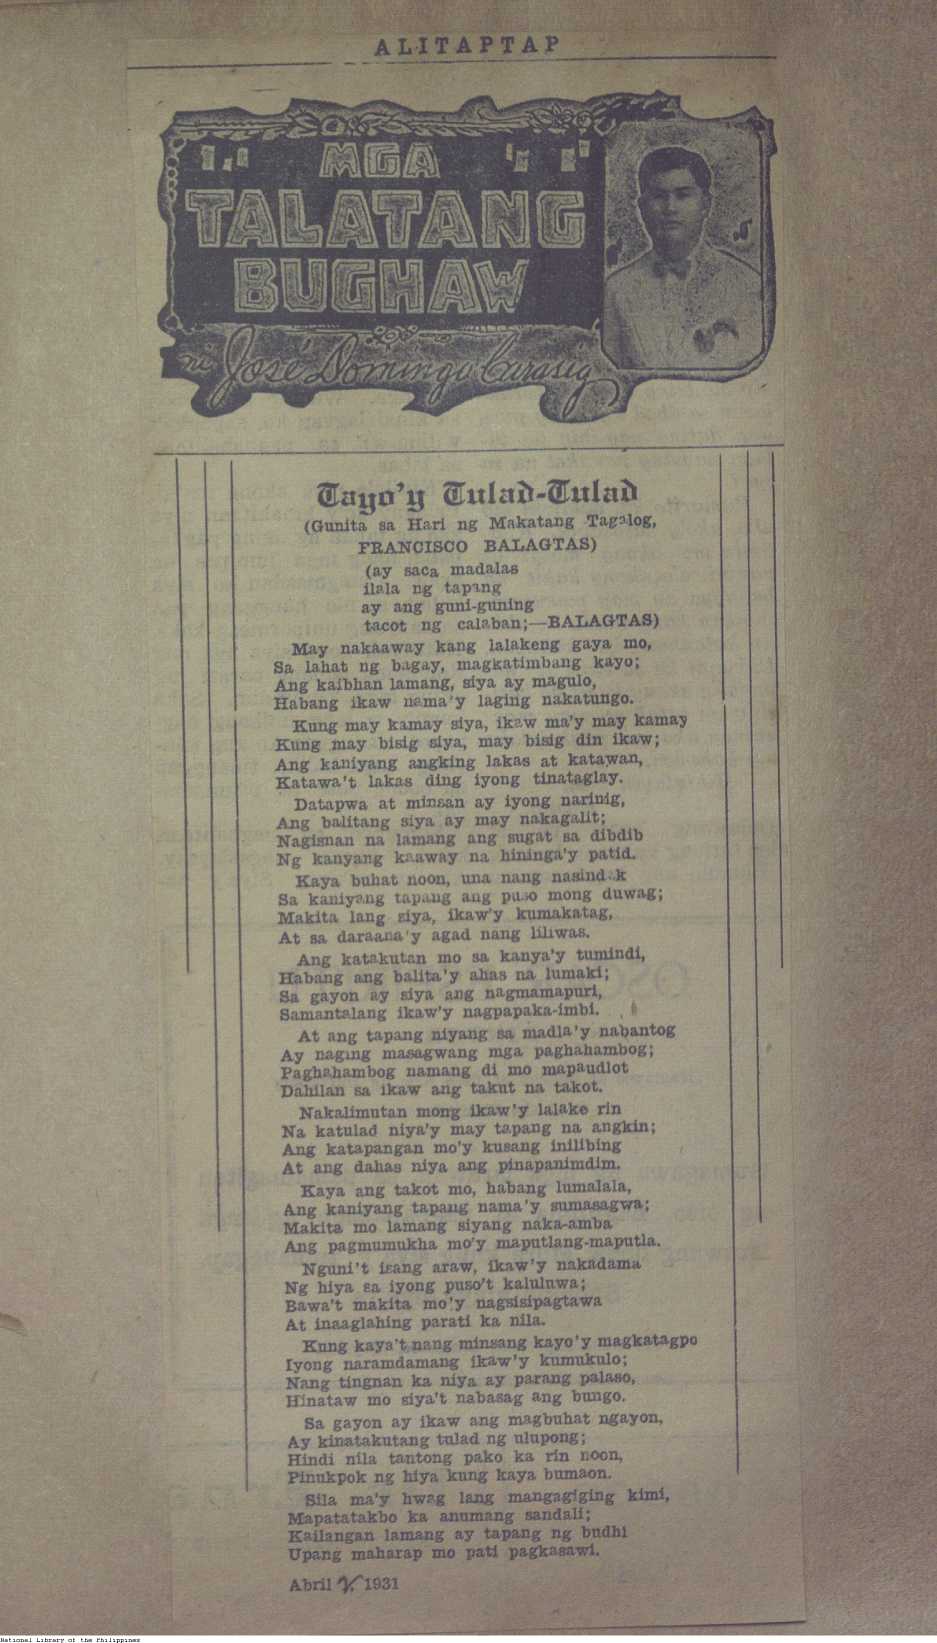 ALITAPTAP
MGA
TALATANG
BUGHAW
ni José Domingo Karasig
Tayo'y Tulad-Tulad
(Gunita sa Hari ng Makatang Tagalog,
FRANCISCO BALAGTAS)
(ay saca madalas
ilala ng tapang
ay ang guni-guning
tacot ng calaban;—BALAGTAS)
May nakaaway kang lalakeng gaya mo,
Sa lahat ng bagay, magkatimbang kayo;
Ang kaibhan lamang, siya ay magulo,
Habang ikaw nama'y laging nakatungo.
Kung may kamay siya, ikaw ma'y may kamay
Kung may bisig siya, may bisig din ikaw;
Ang kaniyang angking lakas at katawan,
Katawa't lakas ding iyong tinataglay.
Datapwa at minsan ay iyong narinig,
Ang balitang siya ay may nakagalit;
Nagisnan na lamang ang sugat sa dibdib
Ng kanyang kaaway na hininga'y patid.
Kaya buhat noon, una nang nasindak
Sa kaniyang tapang ang puso mong duwag;
Makita lang siya, ikaw'y kumakatag,
At sa daraana'y agad nang liliwas.
Ang katakutan mo sa kanya'y tumindi,
Habang ang balita'y ahas na lumaki;
Sa gayon ay siya ang nagmamapuri,
Samantalang ikaw'y nagpapaka-imbi.
At ang tapang niyang sa madla'y nabantog
Ay naging masagwang mga paghahambog;
Paghahambog namang di mo mapaudlot
Dahilan sa ikaw ang takut na takot.
Nakalimutan mong ikaw'y lalake rin
Na katulad niya'y may tapang na angkin;
Ang katapangan mo'y kusang inilibing
At ang dahas niya ang pinapanimdim.
Kaya ang takot mo, habang lumalala,
Ang kaniyang tapang nama'y sumasagwa;
Makita mo lamang siyang naka-amba
Ang pagmumukha mo'y maputlang-maputla.
Nguni't isang araw, ikaw'y nakadama
Ng hiya sa iyong puso't kaluluwa;
Bawa't makita mo'y nagsisipagtawa
At inaaglahing parati ka nila.
Kung kaya't nang minsang kayo'y magkatagpo
Iyong naramdamang ikaw'y kumukulo;
Nang tingnan ka niya ay parang palaso,
Hinataw mo siya't nabasag ang bungo.
Sa gayon ay ikaw ang magbuhat ngayon,
Ay kinatakutang tulad ng ulupong;
Hindi nila tantong pako ka rin noon,
Pinukpok ng hiya kung kaya bumaon.
Sila ma'y hwag lang mangagiging kimi,
Mapatatakbo ka anumang sandali;
Kailangan lamang ay tapang ng budhi
Upang maharap mo pati pagkasawi.
Abril 2, 1931
National Library of the Philippines